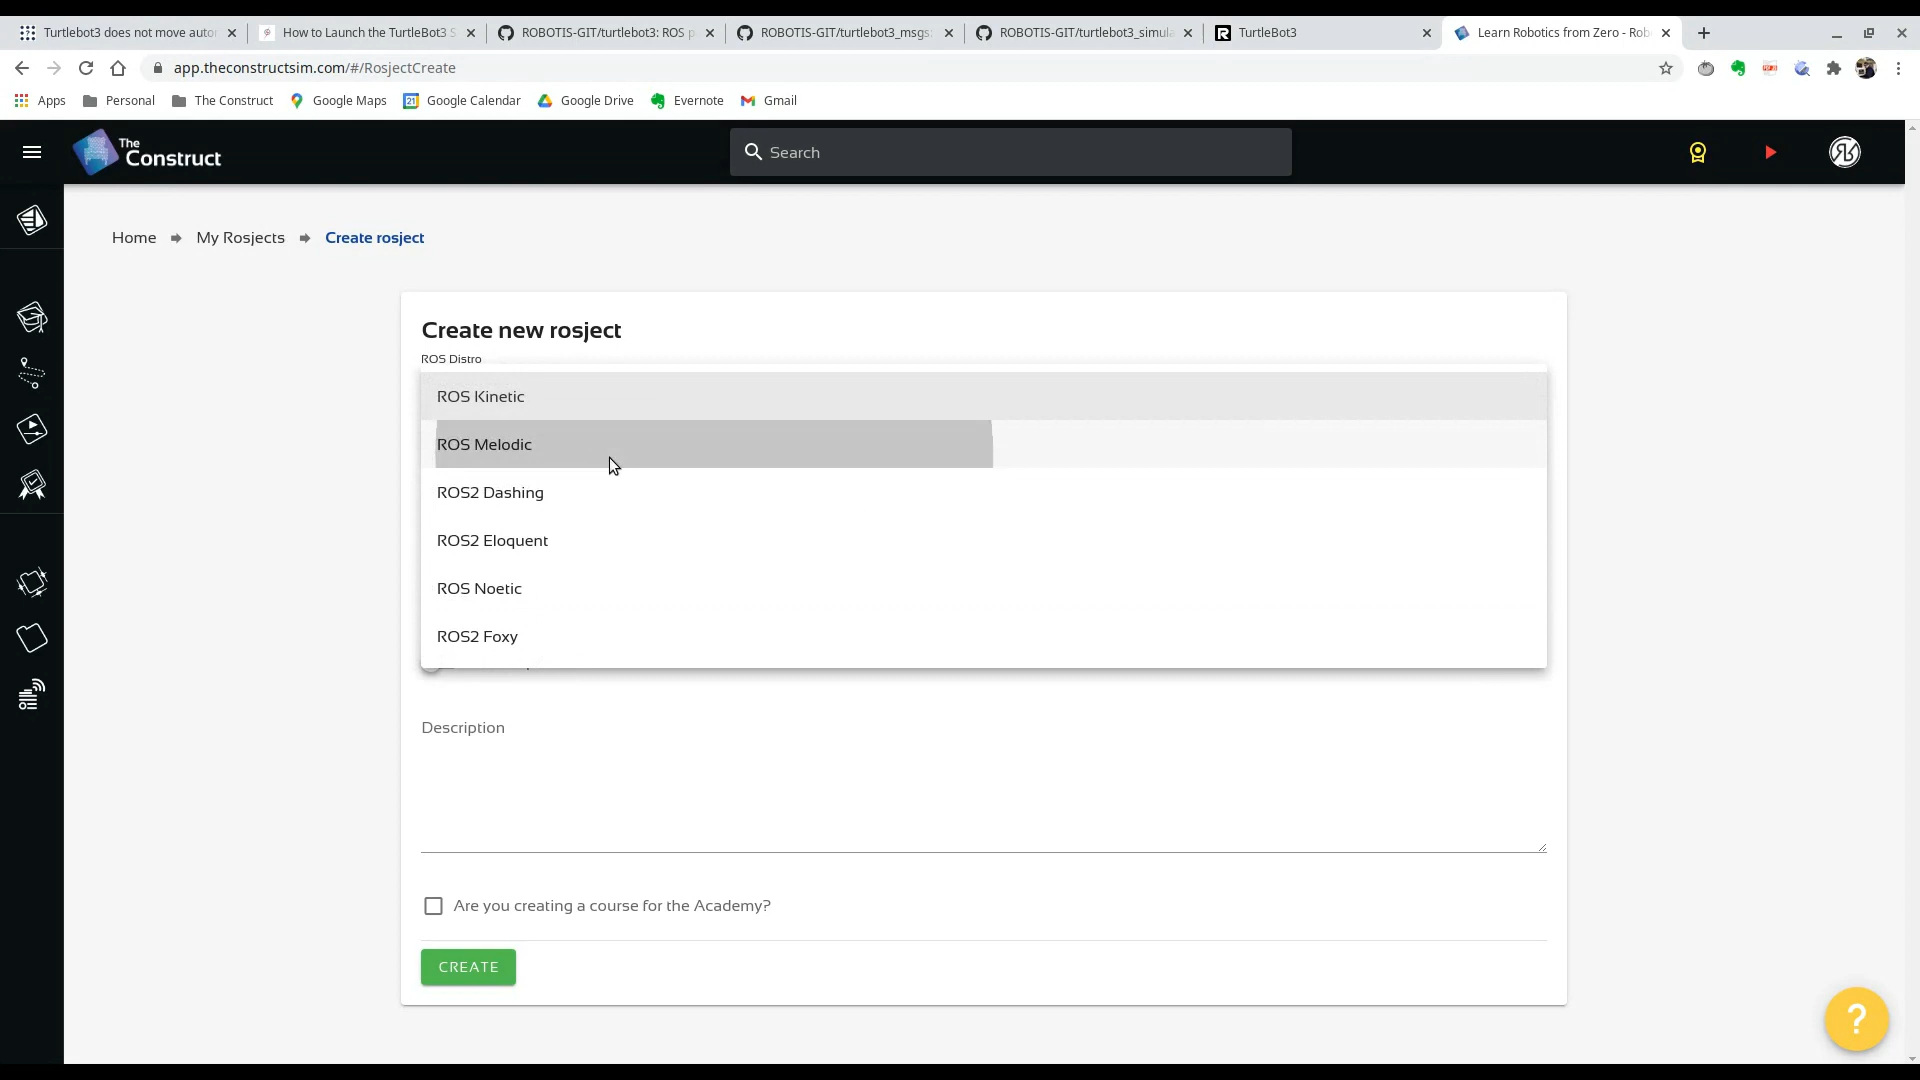 Turtlebot3 does not move autor
How to Launch the TurtleBot3 S
ROBOTIS-GIT/turtlebot3: ROS p
ROBOTIS-GIT/turtlebot3_msgs:
ROBOTIS-GIT/turtlebot3_simula
TurtleBot3
Learn Robotics from Zero - Rob
app.theconstructsim.com/#/RosjectCreate
Apps
Personal
The Construct
Google Maps
Google Calendar
Google Drive
Evernote
Gmail
The
Construct
Search
Home
My Rosjects
Create rosject
Create new rosject
ROS Distro
ROS Kinetic
ROS Melodic
ROS2 Dashing
ROS2 Eloquent
ROS Noetic
ROS2 Foxy
Description
Are you creating a course for the Academy?
CREATE
?